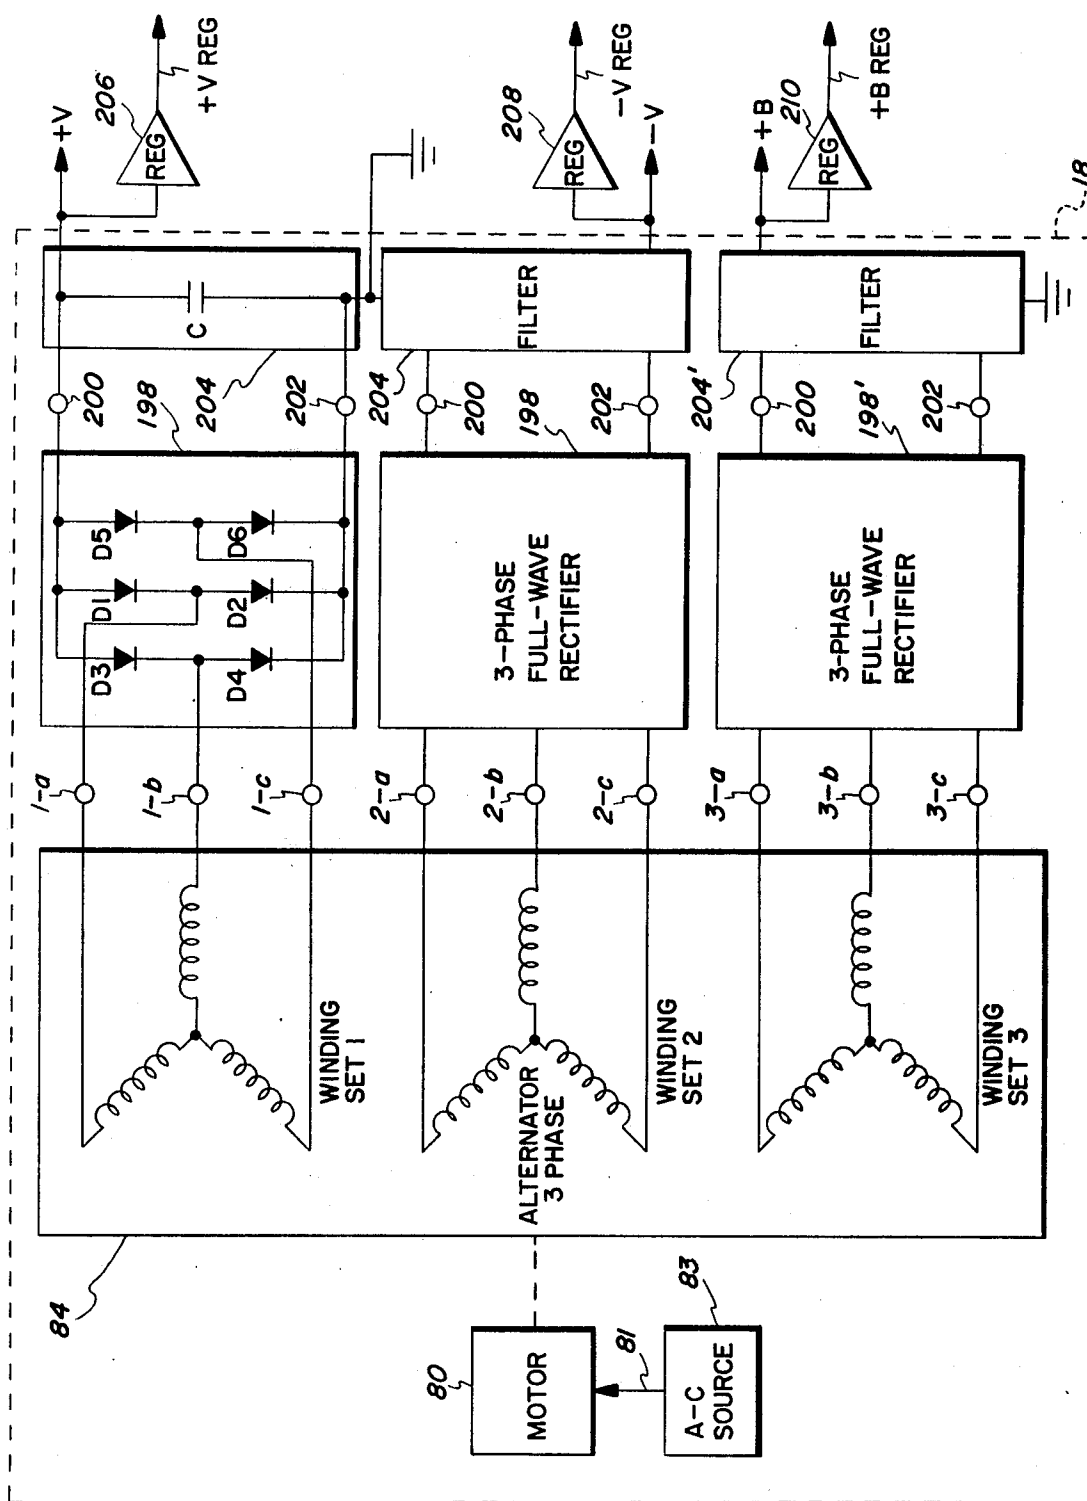 +V
206
REG
+V REG
208
REG
-V REG
-V
+B
210
REG
+B REG
18
200
198
204
202
C
D5
D6
D1
D2
D3
D4
1-a
1-b
1-c
WINDING
SET 1
204
FILTER
200
198
202
3-PHASE
FULL-WAVE
RECTIFIER
2-a
2-b
2-c
WINDING
SET 2
ALTERNATOR
3 PHASE
204'
FILTER
200
198'
202
3-PHASE
FULL-WAVE
RECTIFIER
3-a
3-b
3-c
WINDING
SET 3
84
80
MOTOR
81
83
A-C
SOURCE